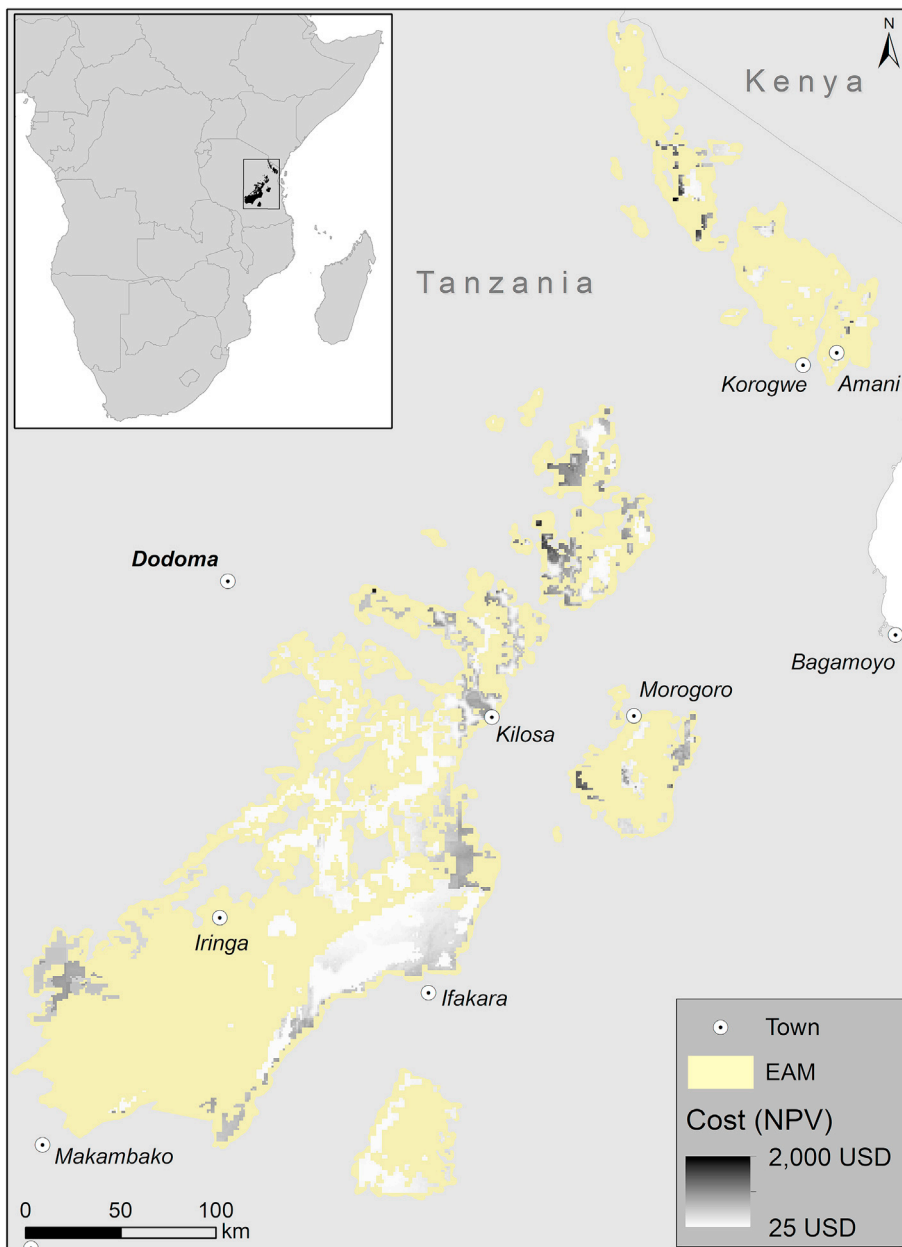 N
Kenya
Tanzania
Korogwe
Amani
Dodoma
Bagamoyo
Morogoro
Kilosa
Iringa
Ifakara
Makambako
Town
EAM
Cost (NPV)
2,000 USD
25 USD
0 50 100
km